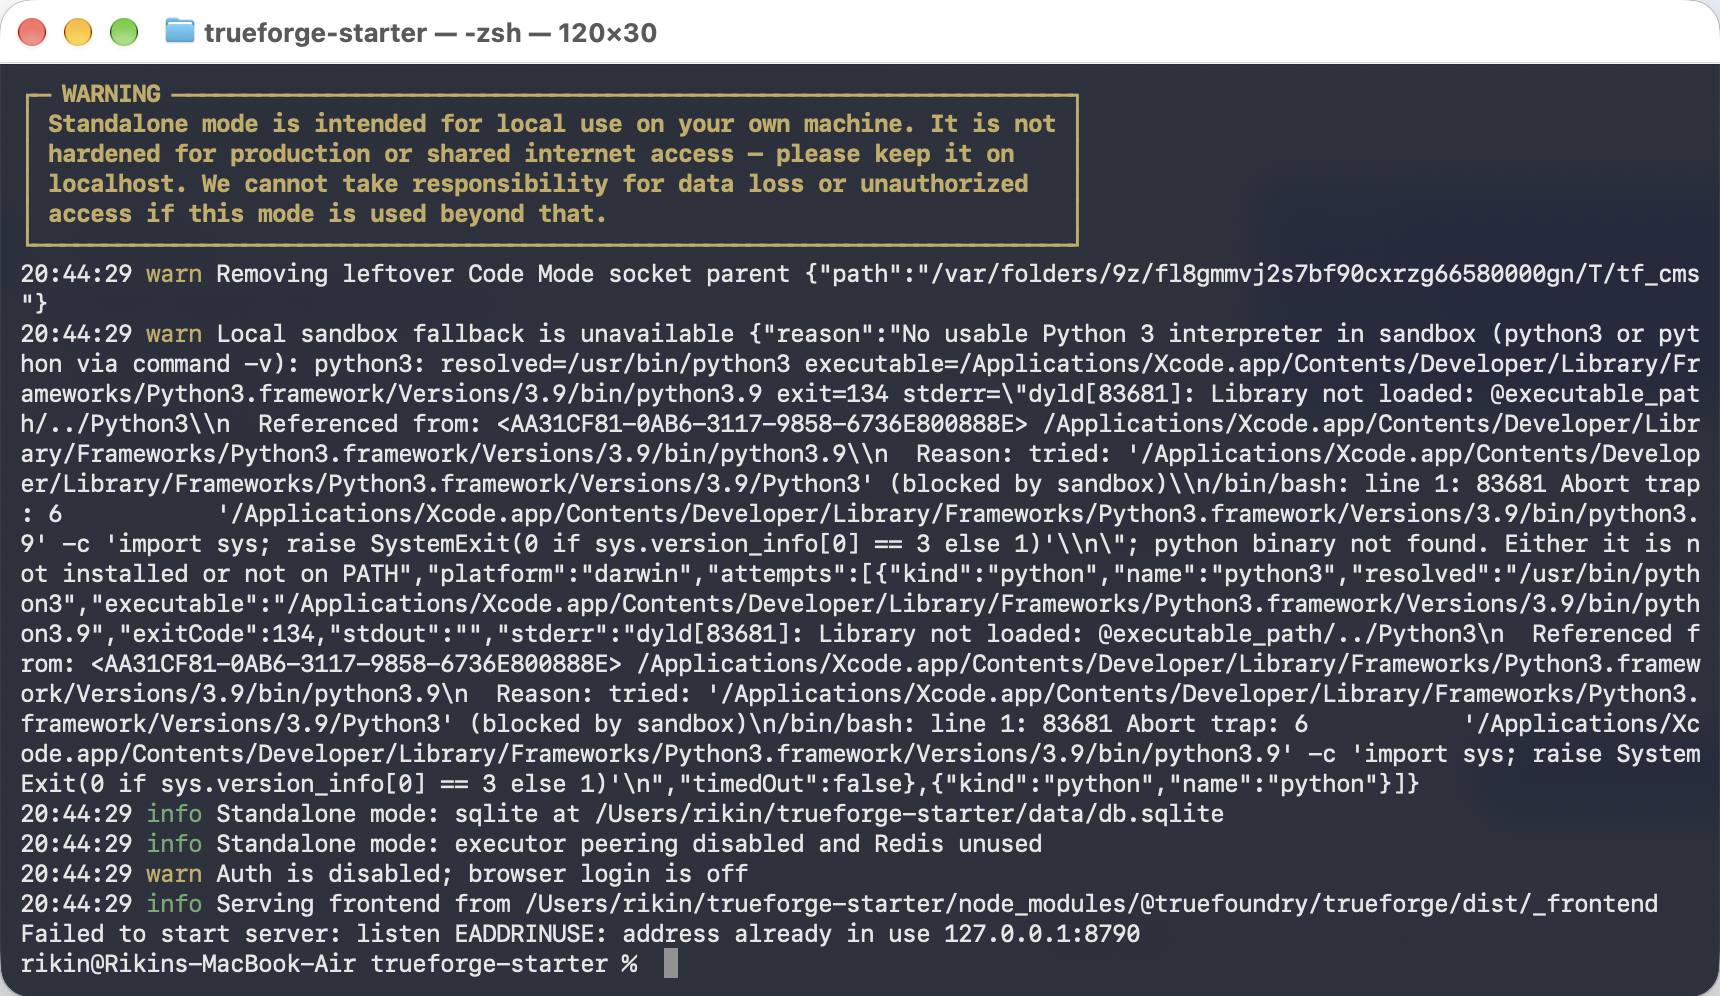 trueforge-starter — -zsh — 120×30
WARNING
Standalone mode is intended for local use on your own machine. It is not
hardened for production or shared internet access — please keep it on
localhost. We cannot take responsibility for data loss or unauthorized
access if this mode is used beyond that.
20:44:29 warn Removing leftover Code Mode socket parent {"path":"/var/folders/9z/fl8gmmvj2s7bf90cxrzg66580000gn/T/tf_cms
"}
20:44:29 warn Local sandbox fallback is unavailable {"reason":"No usable Python 3 interpreter in sandbox (python3 or pyt
hon via command -v): python3: resolved=/usr/bin/python3 executable=/Applications/Xcode.app/Contents/Developer/Library/Fr
ameworks/Python3.framework/Versions/3.9/bin/python3.9 exit=134 stderr=\"dyld[83681]: Library not loaded: @executable_pat
h/../Python3\\n  Referenced from: <AA31CF81-0AB6-3117-9858-6736E800888E> /Applications/Xcode.app/Contents/Developer/Libr
ary/Frameworks/Python3.framework/Versions/3.9/bin/python3.9\\n  Reason: tried: '/Applications/Xcode.app/Contents/Develop
er/Library/Frameworks/Python3.framework/Versions/3.9/Python3' (blocked by sandbox)\\n/bin/bash: line 1: 83681 Abort trap
: 6           '/Applications/Xcode.app/Contents/Developer/Library/Frameworks/Python3.framework/Versions/3.9/bin/python3.
9' -c 'import sys; raise SystemExit(0 if sys.version_info[0] == 3 else 1)'\\n\"; python binary not found. Either it is n
ot installed or not on PATH","platform":"darwin","attempts":[{"kind":"python","name":"python3","resolved":"/usr/bin/pyth
on3","executable":"/Applications/Xcode.app/Contents/Developer/Library/Frameworks/Python3.framework/Versions/3.9/bin/pyth
on3.9","exitCode":134,"stdout":"","stderr":"dyld[83681]: Library not loaded: @executable_path/../Python3\n  Referenced f
rom: <AA31CF81-0AB6-3117-9858-6736E800888E> /Applications/Xcode.app/Contents/Developer/Library/Frameworks/Python3.framew
ork/Versions/3.9/bin/python3.9\n  Reason: tried: '/Applications/Xcode.app/Contents/Developer/Library/Frameworks/Python3.
framework/Versions/3.9/Python3' (blocked by sandbox)\n/bin/bash: line 1: 83681 Abort trap: 6           '/Applications/Xc
ode.app/Contents/Developer/Library/Frameworks/Python3.framework/Versions/3.9/bin/python3.9' -c 'import sys; raise System
Exit(0 if sys.version_info[0] == 3 else 1)'\n","timedOut":false},{"kind":"python","name":"python"}]}
20:44:29 info Standalone mode: sqlite at /Users/rikin/trueforge-starter/data/db.sqlite
20:44:29 info Standalone mode: executor peering disabled and Redis unused
20:44:29 warn Auth is disabled; browser login is off
20:44:29 info Serving frontend from /Users/rikin/trueforge-starter/node_modules/@truefoundry/trueforge/dist/_frontend
Failed to start server: listen EADDRINUSE: address already in use 127.0.0.1:8790
rikin@Rikins-MacBook-Air trueforge-starter %